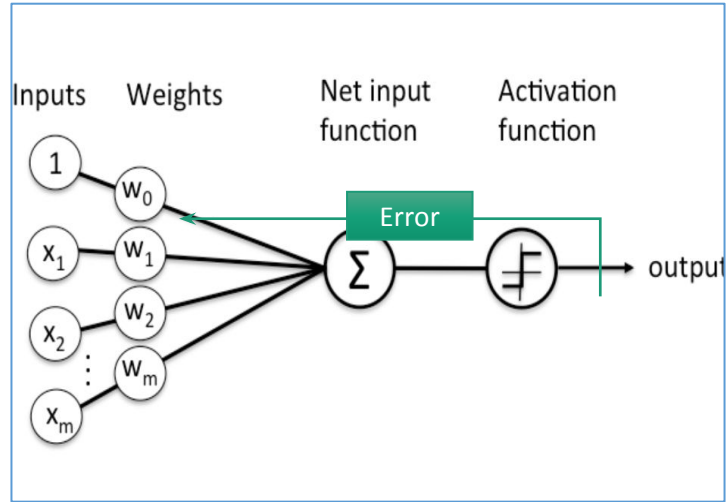 Inputs Weights Net input function Activation function
1
w0
Error
x1
w1
Σ
output
x2
w2
⋮
wm
xm